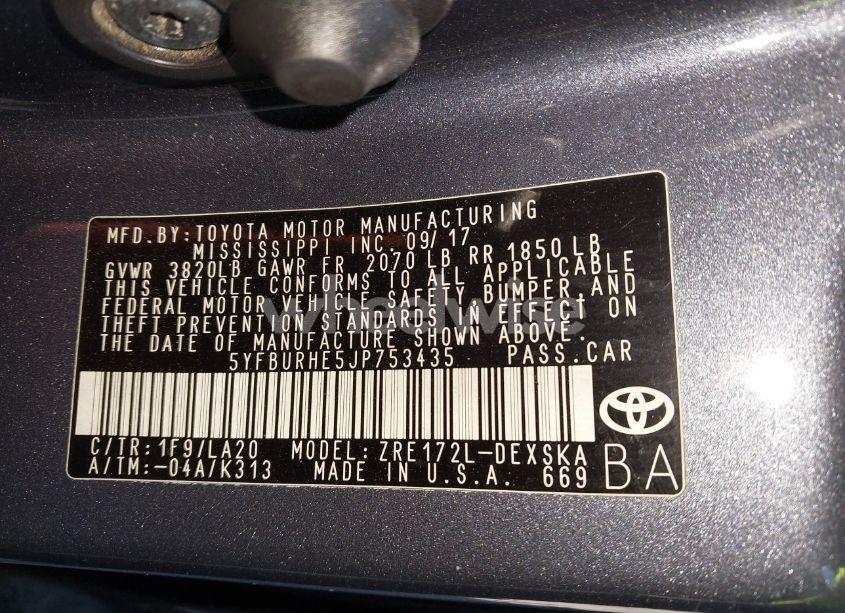 MFD.BY:TOYOTA MOTOR MANUFACTURING
MISSISSIPPI INC. 09/17
GVWR 3820LB GAWR FR 2070 LB RR 1850 LB
THIS VEHICLE CONFORMS TO ALL APPLICABLE
FEDERAL MOTOR VEHICLE SAFETY BUMPER AND
THEFT PREVENTION STANDARDS IN EFFECT ON
THE DATE OF MANUFACTURE SHOWN ABOVE.
5YFBURHE5JP753435 PASS.CAR
C/TR:1F9/LA20 MODEL:ZRE172L-DEXSKA
A/TM:-04A/K313 MADE IN U.S.A. 669 BA